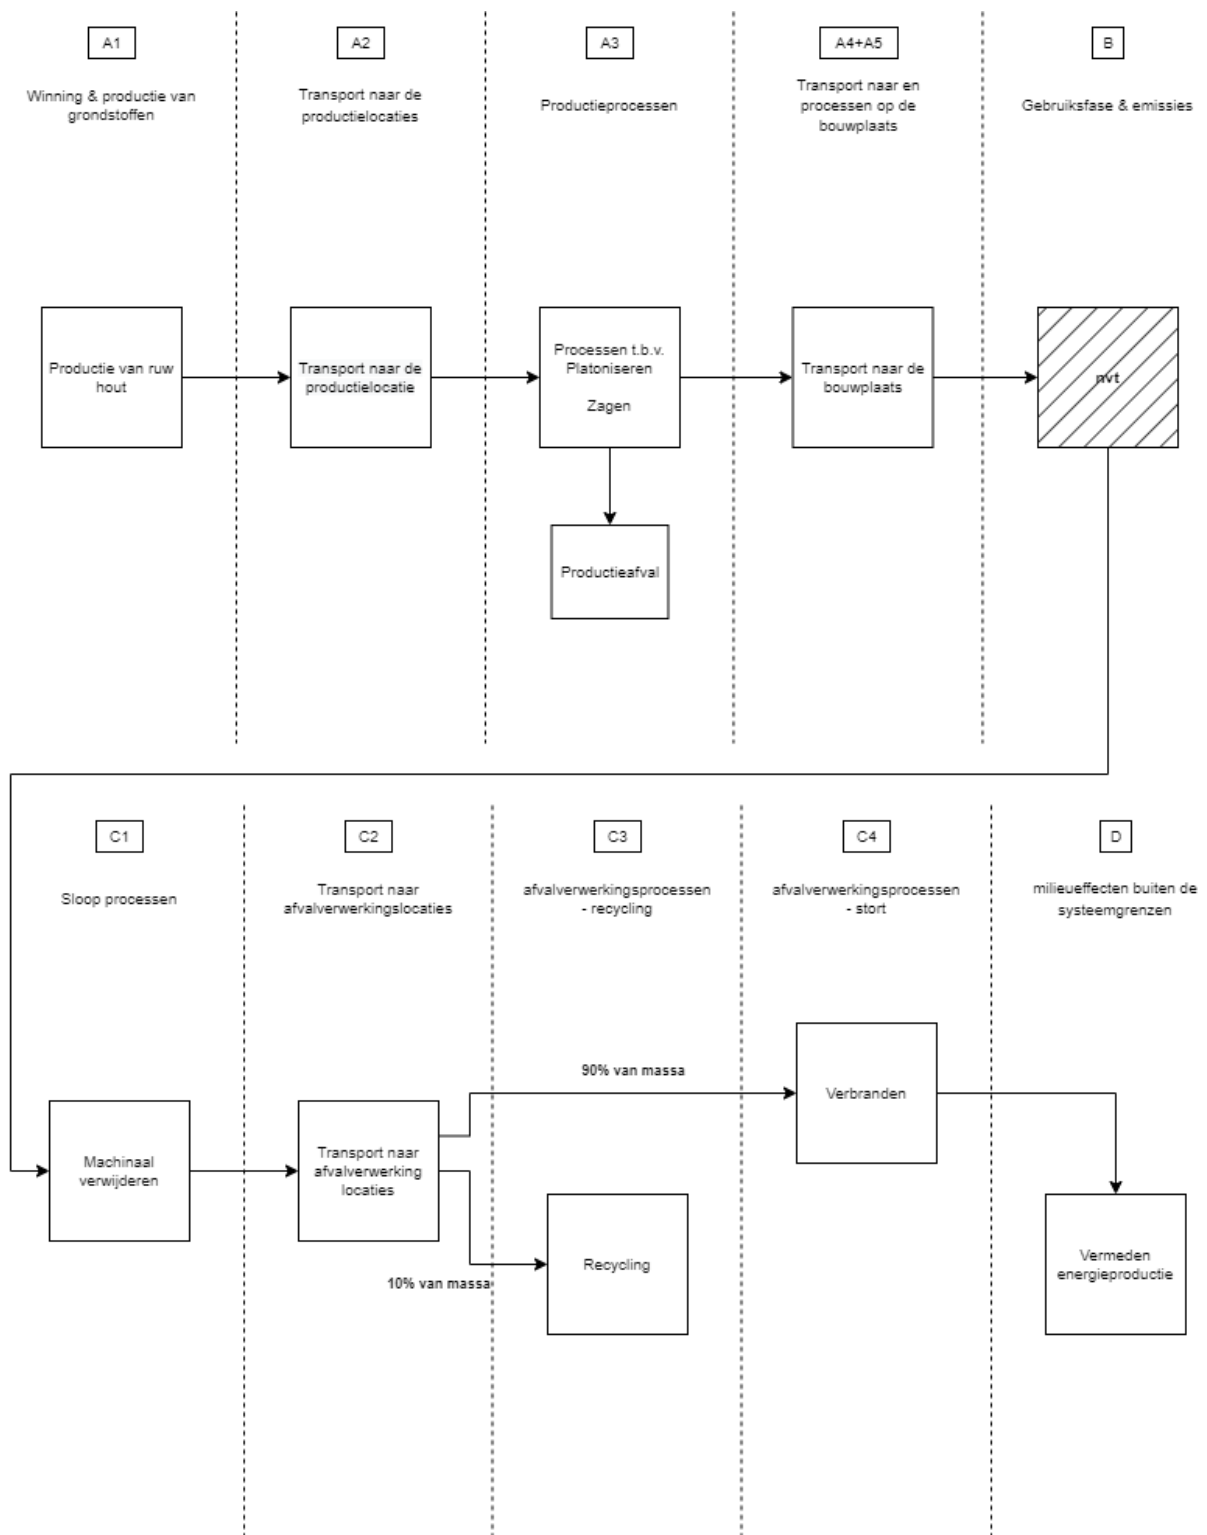 A1
A2
A3
A4+A5
B
Winning & productie van
grondstoffen
Transport naar de
productielocaties
Productieprocessen
Transport naar en
processen op de
bouwplaats
Gebruiksfase & emissies
Productie van ruw
hout
Transport naar de
productielocatie
Processen t.b.v.
Platoniseren
Zagen
Transport naar de
bouwplaats
nvt
Productieafval
C1
C2
C3
C4
D
Sloop processen
Transport naar
afvalverwerkingslocaties
afvalverwerkingsprocessen
- recycling
afvalverwerkingsprocessen
- stort
milieueffecten buiten de
systeemgrenzen
90% van massa
Verbranden
Machinaal
verwijderen
Transport naar
afvalverwerking
locaties
10% van massa
Recycling
Vermeden
energieproductie